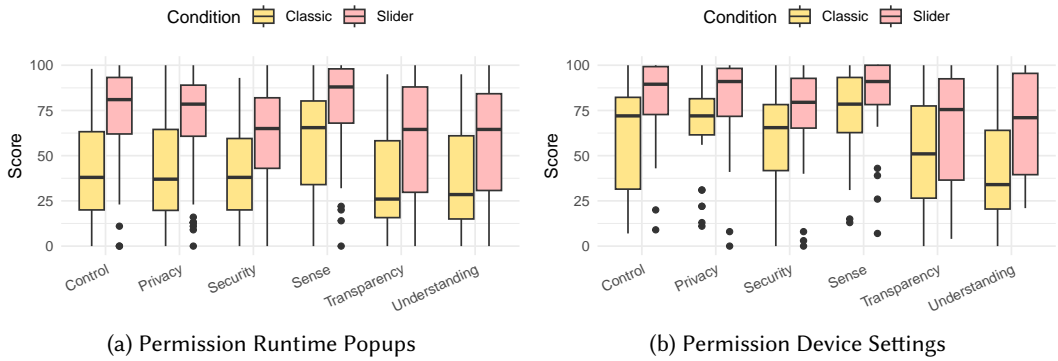 Condition Classic Slider
100
75
50
25
0
Score
Control
Privacy
Security
Sense
Transparency
Understanding
(a) Permission Runtime Popups
Condition Classic Slider
100
75
50
25
0
Score
Control
Privacy
Security
Sense
Transparency
Understanding
(b) Permission Device Settings